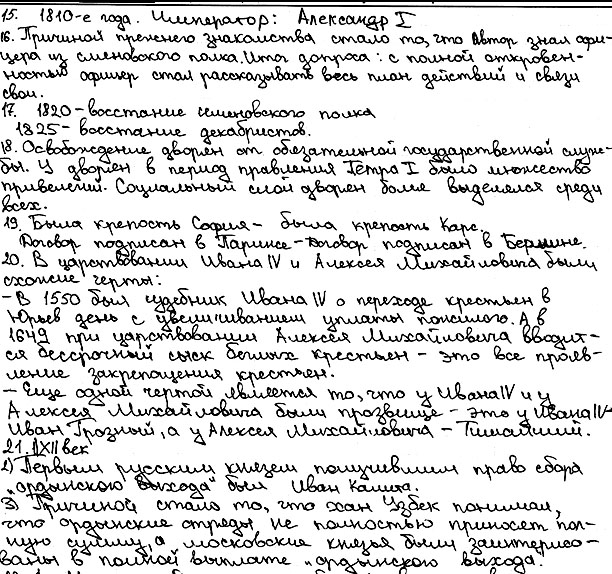 15. 1810-е года. Император: Александр I
16. Причиной прежнего знакомства стало то, что Автор знал офи-
цера из сменовского полка. Итог допроса: с полной откровен-
ностью офицер стал рассказывать весь план действий и связи
свои.
17. 1820 - восстание семеновского полка
1825 - восстание декабристов.
18. Освобождение дворян от обезательной государственной служ-
бы. У дворян в период правления Петра I было множество
привелегий. Социальный слой дворян более выделялся среди
всех.
19. Была крепость София - была крепость Карс.
Договор подписан в Париже - договор подписан в Берлине.
20. В царствовании Ивана IV и Алексея Михайловича были
схожие черты:
- В 1550 был судебник Ивана IV о переходе крестьян в
Юрьев день с увеличиванием уплаты пожилого. А в
1649 при царствовании Алексея Михайловича вводит-
ся бессрочный сыск беглых крестьен - это все прояв-
ление закрепощения крестьян.
- Еще одной чертой является то, что у Ивана IV и у
Алексея Михайловича были прозвище - это у Ивана IV -
Иван Грозный, а у Алексея Михайловича - Тишайший.
21. 1) XII век
2) Первым русским князем получившим право сбора
"ордынского выхода" был Иван Калита.
3) Причиной стало то, что хан Узбек понимал,
что ордынские отряды не полностью приносят пол-
ную сумму, а московские князья были заинтерисо-
ваны в полной выплате "ордынского выхода.